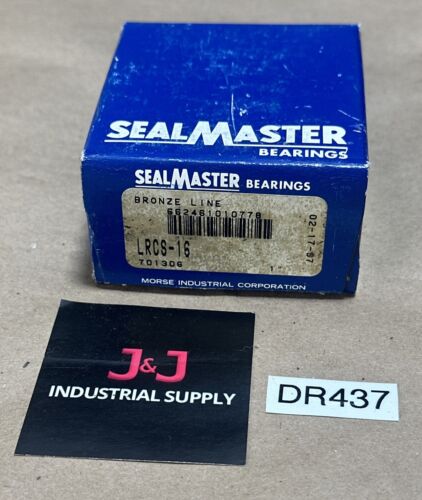 SEALMASTER
BEARINGS
SEALMASTER BEARINGS
BRONZE LINE
662461010778
LRCS-16
701306 1"
02-17-97
MORSE INDUSTRIAL CORPORATION
J&J
INDUSTRIAL SUPPLY
DR437